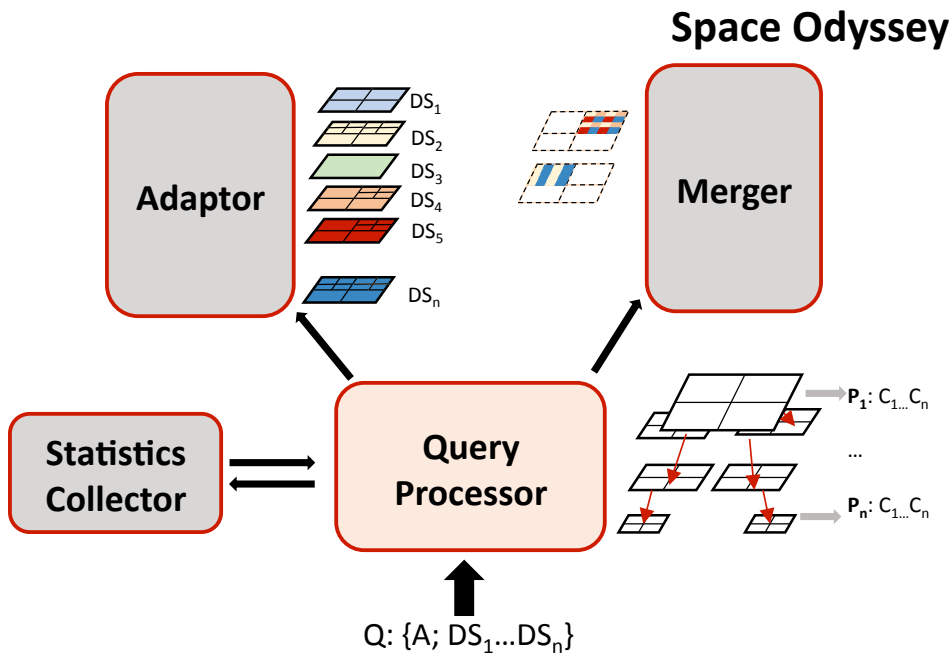 Space Odyssey
Adaptor
DS₁
DS₂
DS₃
DS₄
DS₅
DSₙ
Merger
Statistics
Collector
Query
Processor
P₁: C₁...Cₙ
...
Pₙ: C₁...Cₙ
Q: {A; DS₁...DSₙ}